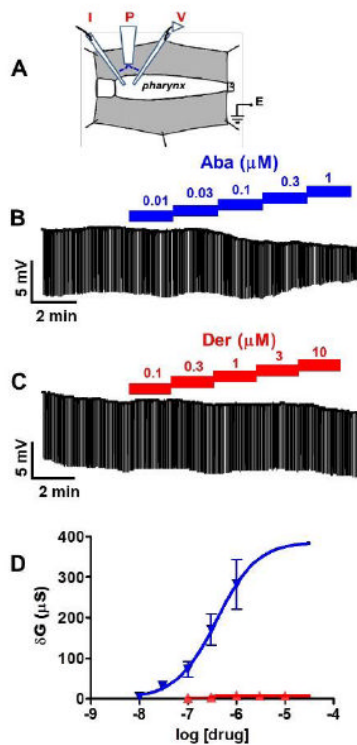 I P V
A
pharynx
E
Aba (μM)
0.01 0.03 0.1 0.3 1
B
5 mV
2 min
Der (μM)
0.1 0.3 1 3 10
C
5 mV
2 min
D
400
300
200
100
0
δG (μS)
-9 -8 -7 -6 -5 -4
log [drug]